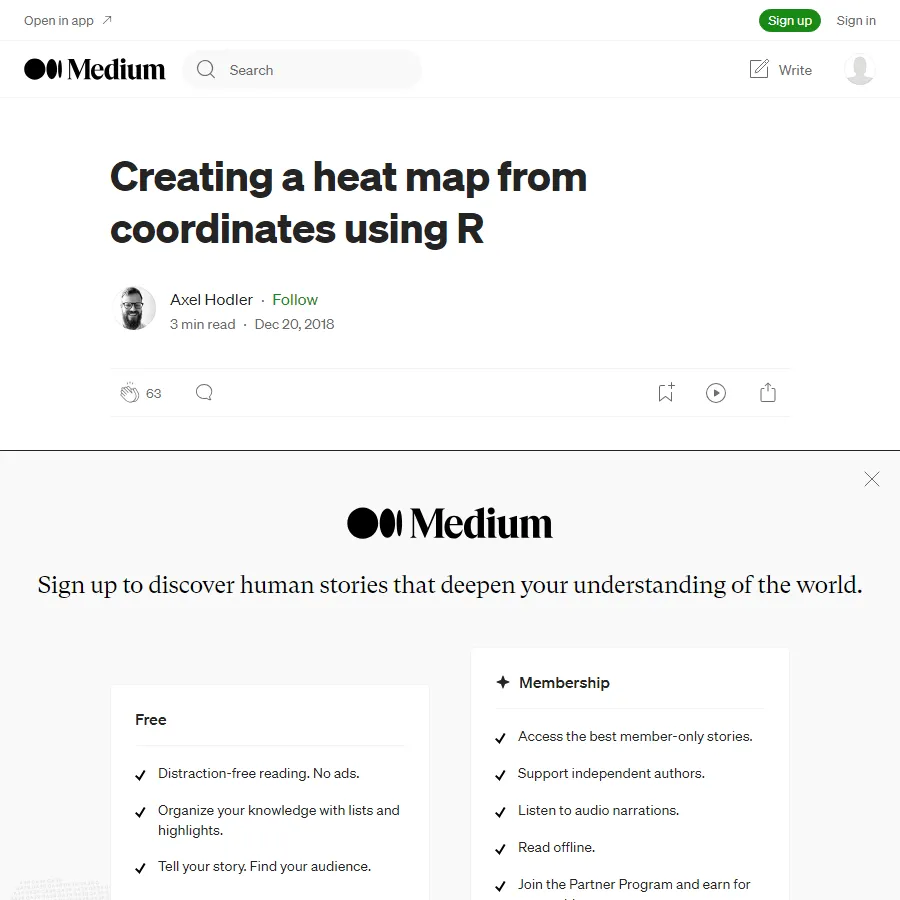 Open in app
Sign up
Sign in
Medium
Search
Write
Creating a heat map from
coordinates using R
Axel Hodler · Follow
3 min read · Dec 20, 2018
63
Medium
Sign up to discover human stories that deepen your understanding of the world.
Free
Distraction-free reading. No ads.
Organize your knowledge with lists and
highlights.
Tell your story. Find your audience.
Membership
Access the best member-only stories.
Support independent authors.
Listen to audio narrations.
Read offline.
Join the Partner Program and earn for